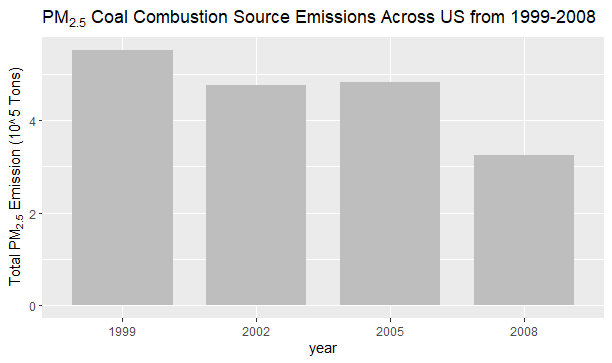 PM2.5 Coal Combustion Source Emissions Across US from 1999-2008
Total PM2.5 Emission (10^5 Tons)
4
2
0
1999 2002 2005 2008
year